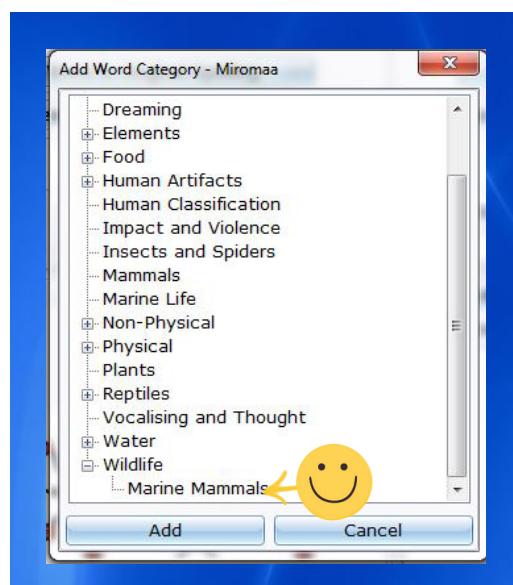 Add Word Category - Miromaa
Dreaming
Elements
Food
Human Artifacts
Human Classification
Impact and Violence
Insects and Spiders
Mammals
Marine Life
Non-Physical
Physical
Plants
Reptiles
Vocalising and Thought
Water
Wildlife
Marine Mammals
Add Cancel